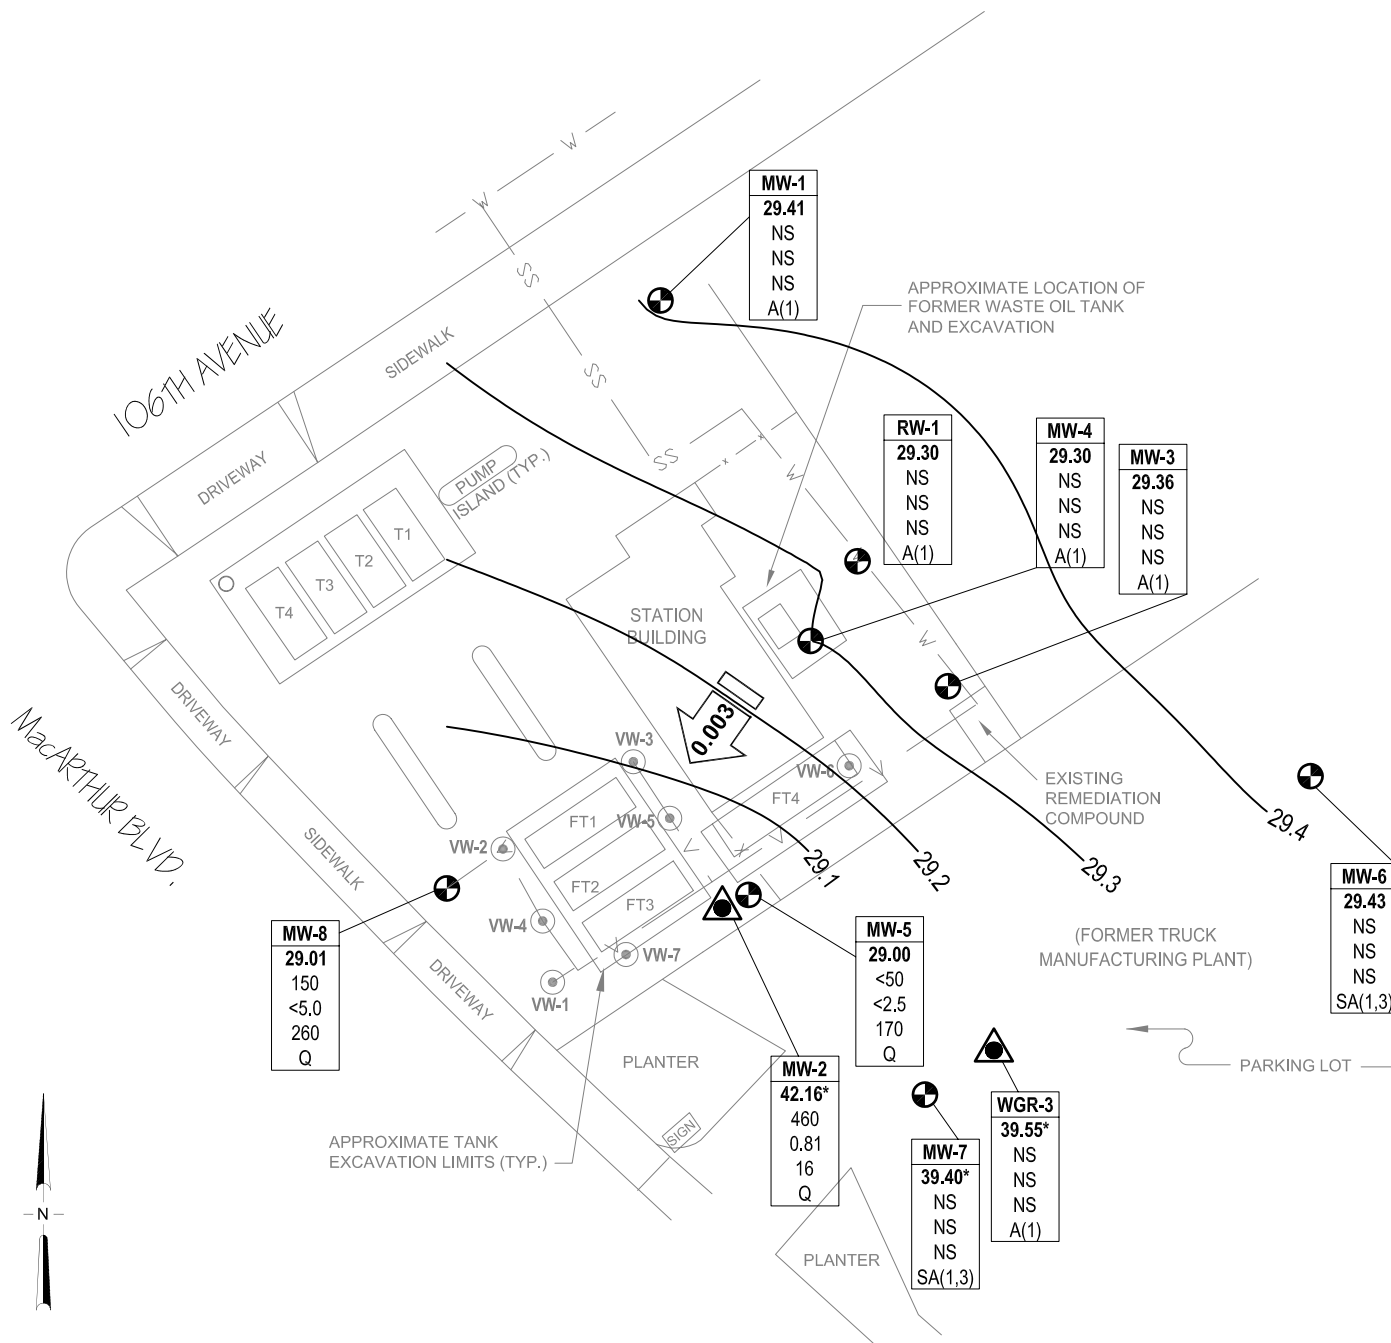 W
W
MW-1
29.41
NS
NS
NS
A(1)
SS
SS
SS
APPROXIMATE LOCATION OF
FORMER WASTE OIL TANK
AND EXCAVATION
106TH AVENUE
SIDEWALK
DRIVEWAY
PUMP
ISLAND (TYP.)
x
x
W
W
RW-1
29.30
NS
NS
NS
A(1)
MW-4
29.30
NS
NS
NS
A(1)
MW-3
29.36
NS
NS
NS
A(1)
T1
T2
T3
T4
STATION
BUILDING
DRIVEWAY
MacARTHUR BLVD.
0.003
VW-3
VW-6
FT4
EXISTING
REMEDIATION
COMPOUND
FT1
VW-5
VW-2
FT2
FT3
VW-4
VW-7
VW-1
29.1
29.2
29.3
29.4
SIDEWALK
DRIVEWAY
MW-8
29.01
150
<5.0
260
Q
MW-5
29.00
<50
<2.5
170
Q
MW-6
29.43
NS
NS
NS
SA(1,3)
(FORMER TRUCK
MANUFACTURING PLANT)
PARKING LOT
PLANTER
SIGN
MW-2
42.16*
460
0.81
16
Q
WGR-3
39.55*
NS
NS
NS
A(1)
MW-7
39.40*
NS
NS
NS
SA(1,3)
APPROXIMATE TANK
EXCAVATION LIMITS (TYP.)
PLANTER
N